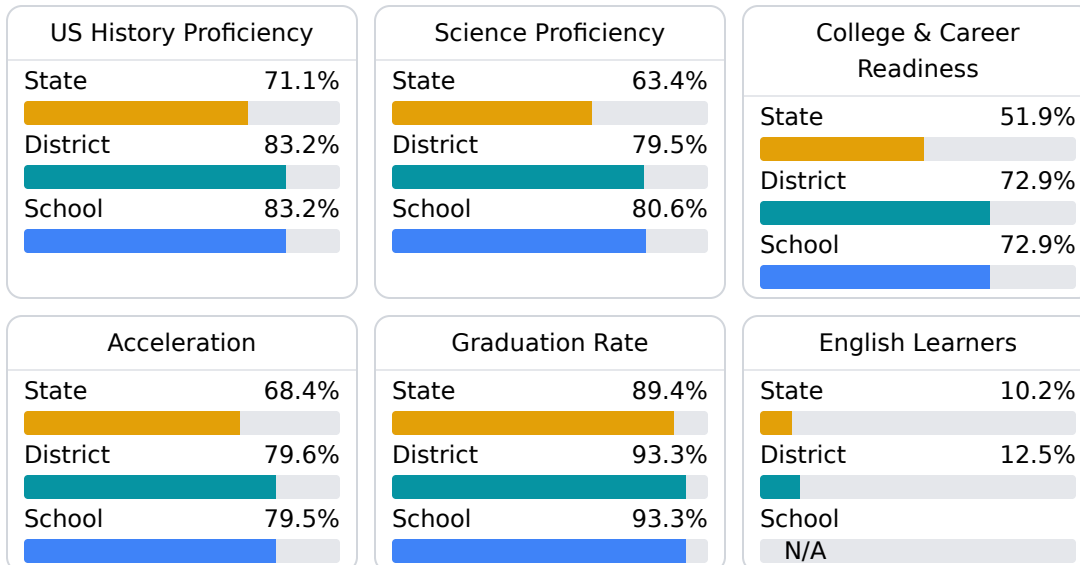 US History Proficiency
State 71.1%
District 83.2%
School 83.2%
Science Proficiency
State 63.4%
District 79.5%
School 80.6%
College & Career
Readiness
State 51.9%
District 72.9%
School 72.9%
Acceleration
State 68.4%
District 79.6%
School 79.5%
Graduation Rate
State 89.4%
District 93.3%
School 93.3%
English Learners
State 10.2%
District 12.5%
School
N/A